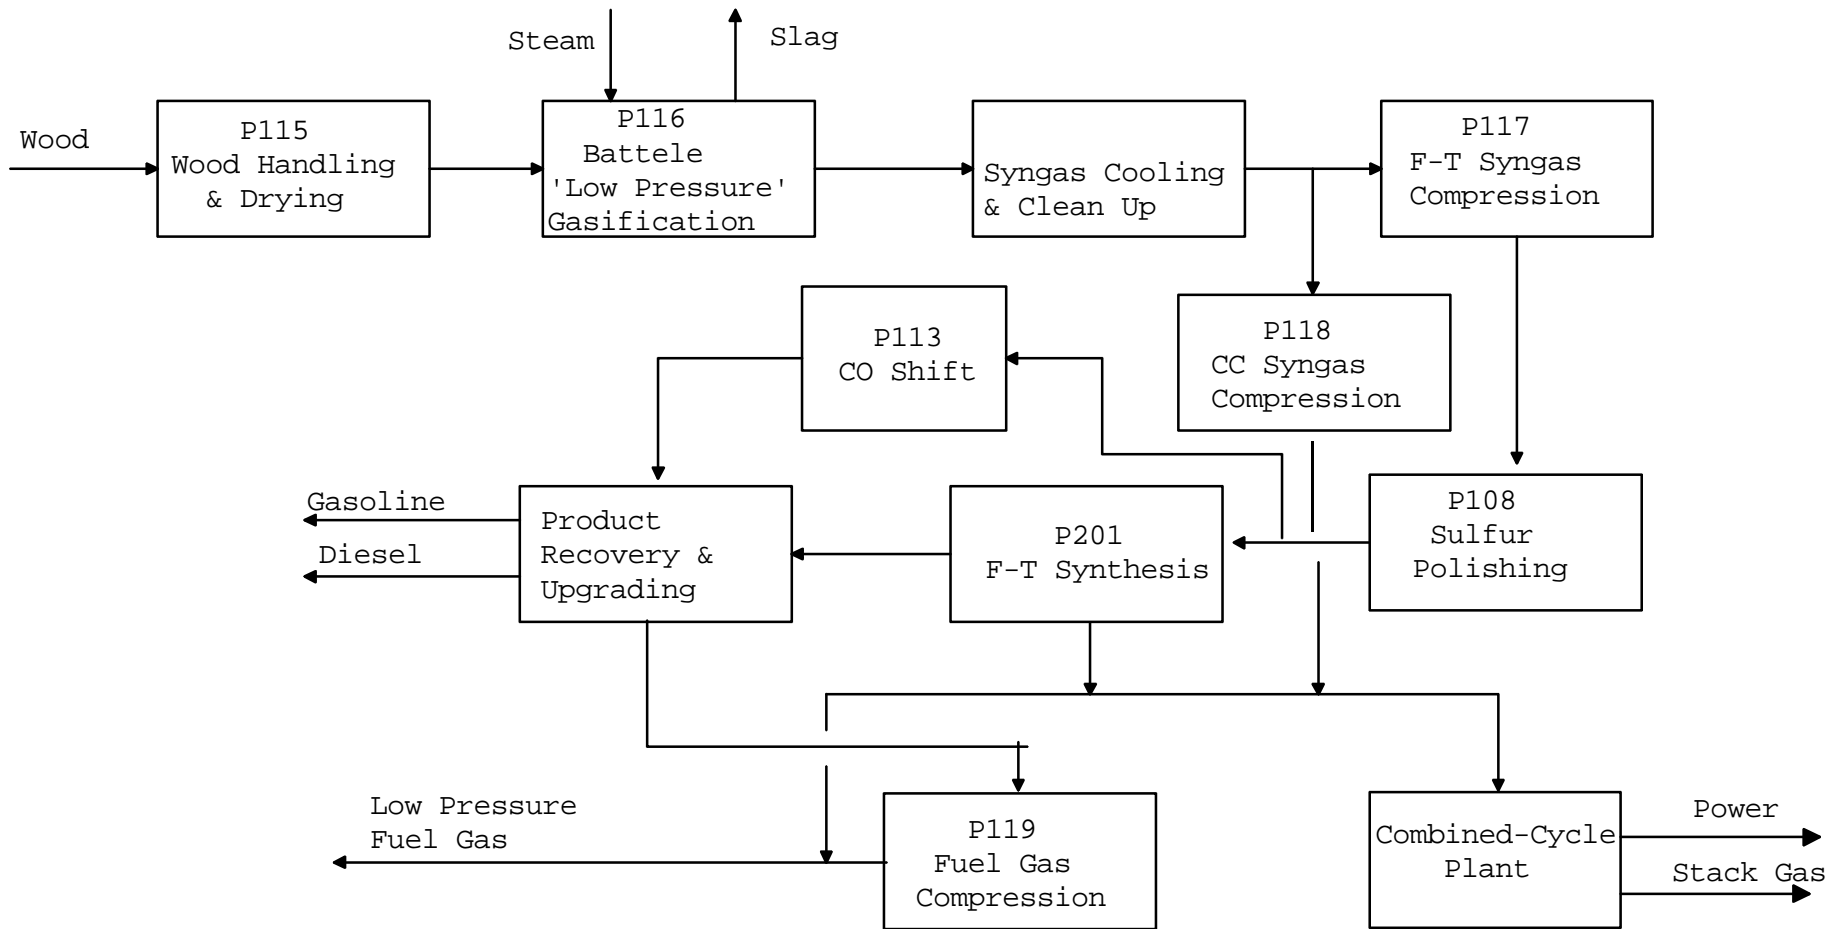 Steam
Slag
Wood
P115
Wood Handling
& Drying
P116
Battele
'Low Pressure'
Gasification
Syngas Cooling
& Clean Up
P117
F-T Syngas
Compression
P113
CO Shift
P118
CC Syngas
Compression
Gasoline
Diesel
Product
Recovery &
Upgrading
P201
F-T Synthesis
P108
Sulfur
Polishing
Low Pressure
Fuel Gas
P119
Fuel Gas
Compression
Combined-Cycle
Plant
Power
Stack Gas